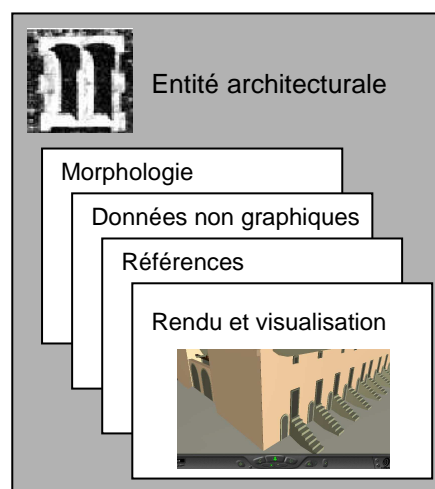 Entité architecturale
Morphologie
Données non graphiques
Références
Rendu et visualisation